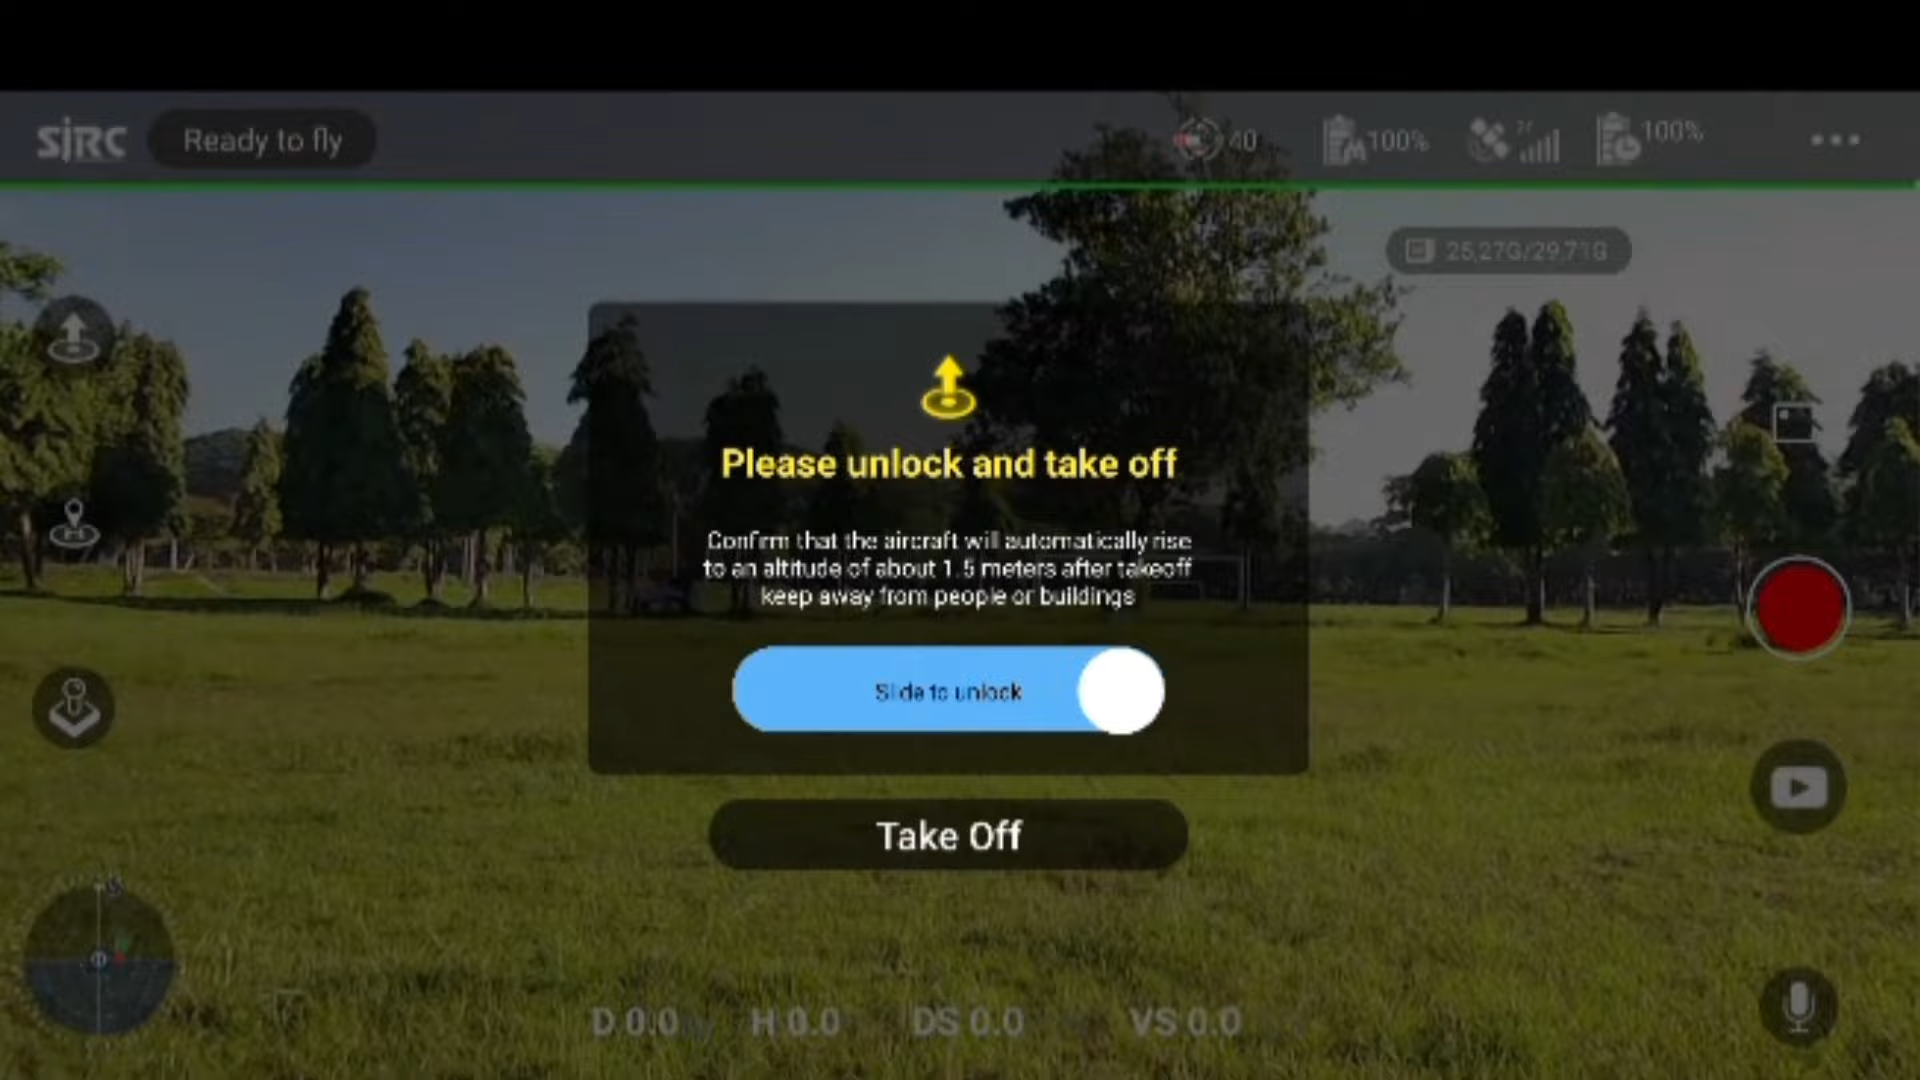 SJRC
Ready to fly
40
100%
100%
25.27G/29.71G
Please unlock and take off
Confirm that the aircraft will automatically rise
to an altitude of about 1.5 meters after takeoff
keep away from people or buildings
Slide to unlock
Take Off
D 0.0 H 0.0 DS 0.0 VS 0.0